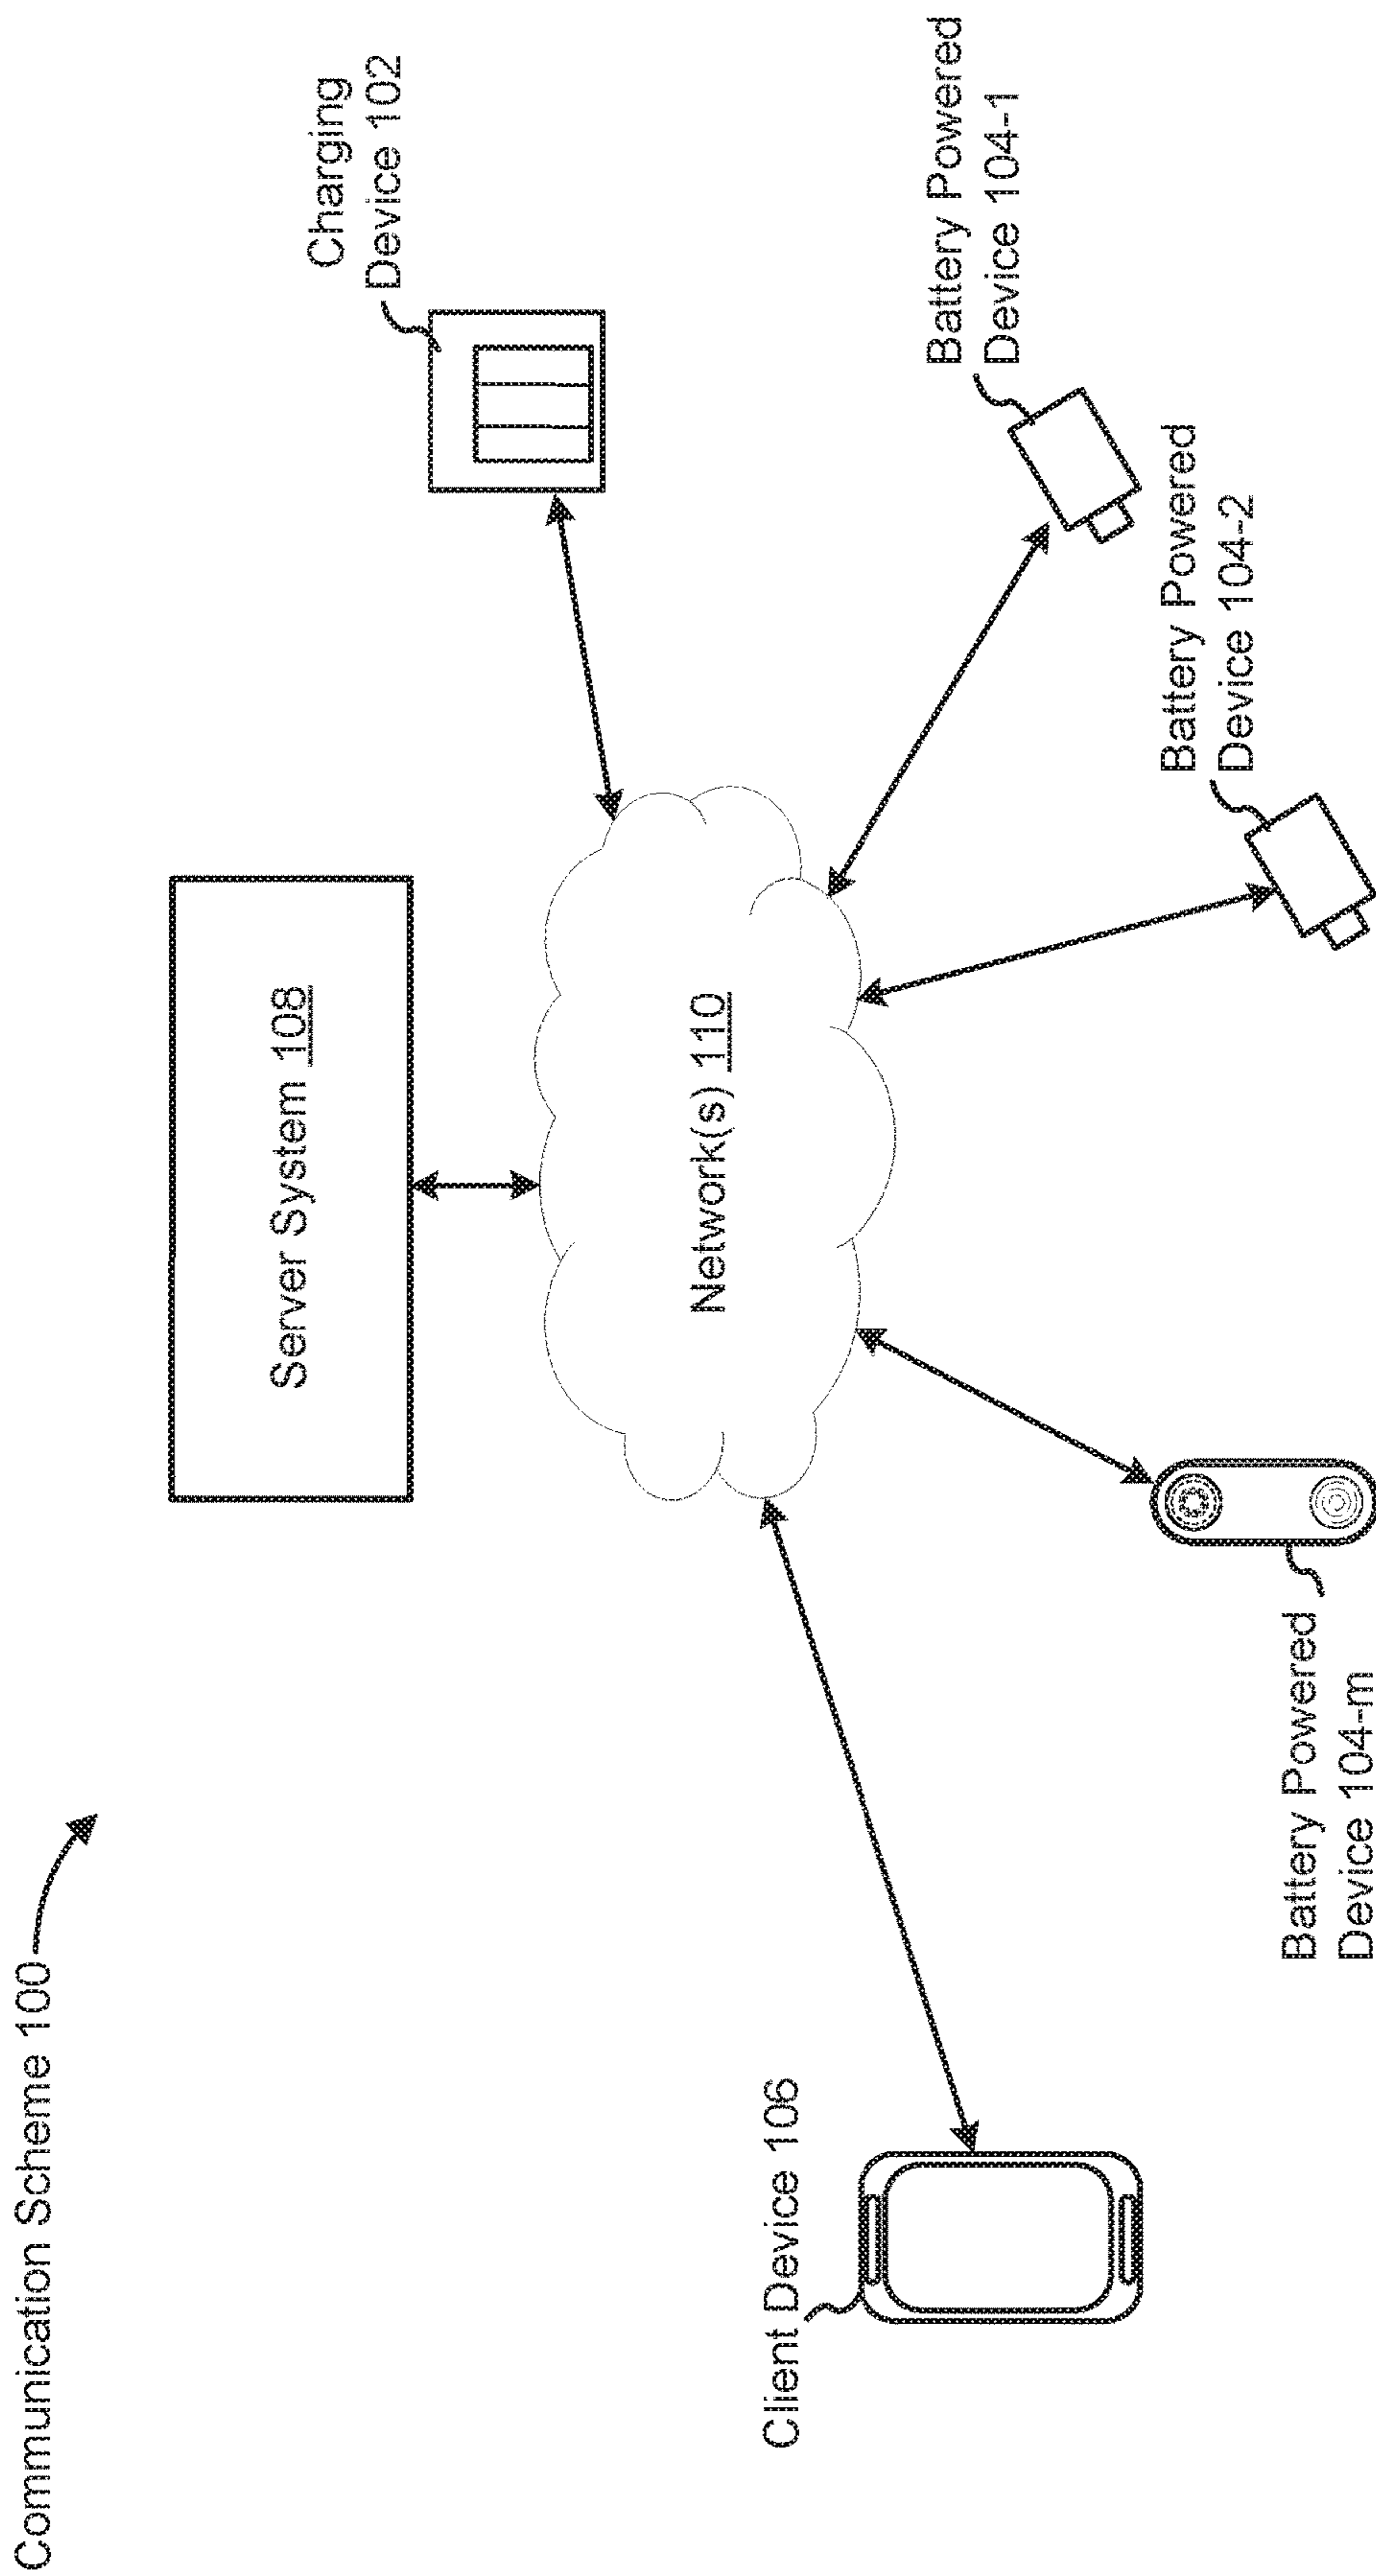 Communication Scheme 100
Server System 108
Charging
Device 102
Network(s) 110
Client Device 106
Battery Powered
Device 104-1
Battery Powered
Device 104-2
Battery Powered
Device 104-m